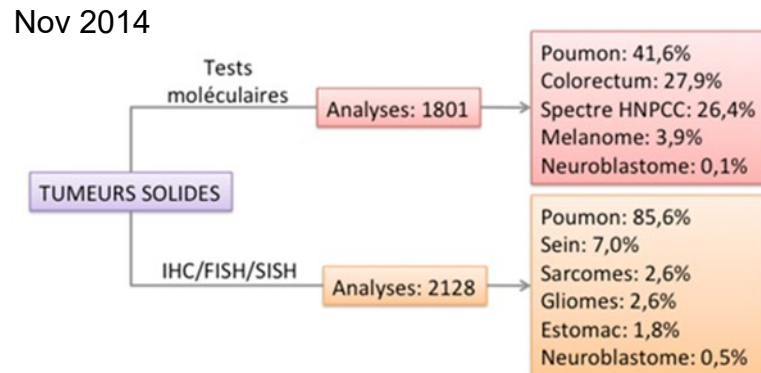 Nov 2014
Tests
moléculaires
Analyses: 1801
Poumon: 41,6%
Colorectum: 27,9%
Spectre HNPCC: 26,4%
Melanome: 3,9%
Neuroblastome: 0,1%
TUMEURS SOLIDES
IHC/FISH/SISH
Analyses: 2128
Poumon: 85,6%
Sein: 7,0%
Sarcomes: 2,6%
Gliomes: 2,6%
Estomac: 1,8%
Neuroblastome: 0,5%